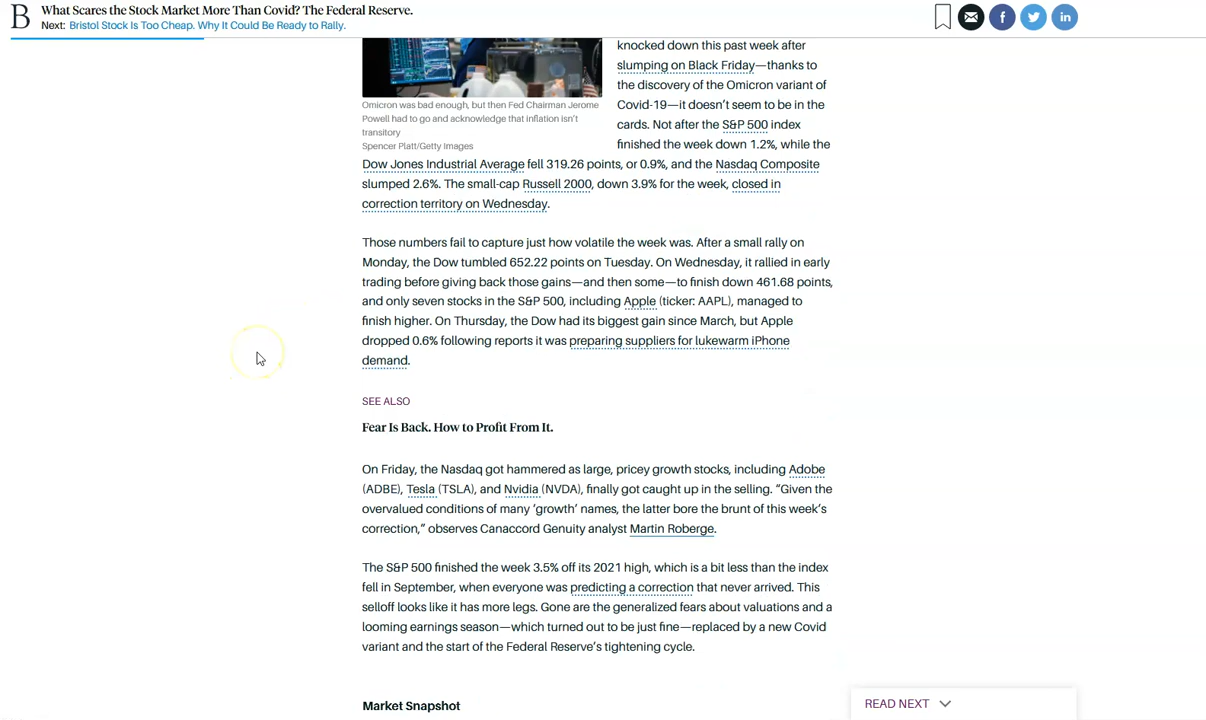 B
What Scares the Stock Market More Than Covid? The Federal Reserve.
Next: Bristol Stock Is Too Cheap. Why It Could Be Ready to Rally.
f
in
Omicron was bad enough, but then Fed Chairman Jerome
Powell had to go and acknowledge that inflation isn't
transitory
Spencer Platt/Getty Images
knocked down this past week after
slumping on Black Friday—thanks to
the discovery of the Omicron variant of
Covid-19—it doesn't seem to be in the
cards. Not after the S&P 500 index
finished the week down 1.2%, while the
Dow Jones Industrial Average fell 319.26 points, or 0.9%, and the Nasdaq Composite
slumped 2.6%. The small-cap Russell 2000, down 3.9% for the week, closed in
correction territory on Wednesday.
Those numbers fail to capture just how volatile the week was. After a small rally on
Monday, the Dow tumbled 652.22 points on Tuesday. On Wednesday, it rallied in early
trading before giving back those gains—and then some—to finish down 461.68 points,
and only seven stocks in the S&P 500, including Apple (ticker: AAPL), managed to
finish higher. On Thursday, the Dow had its biggest gain since March, but Apple
dropped 0.6% following reports it was preparing suppliers for lukewarm iPhone
demand.
SEE ALSO
Fear Is Back. How to Profit From It.
On Friday, the Nasdaq got hammered as large, pricey growth stocks, including Adobe
(ADBE), Tesla (TSLA), and Nvidia (NVDA), finally got caught up in the selling. “Given the
overvalued conditions of many ‘growth’ names, the latter bore the brunt of this week's
correction,” observes Canaccord Genuity analyst Martin Roberge.
The S&P 500 finished the week 3.5% off its 2021 high, which is a bit less than the index
fell in September, when everyone was predicting a correction that never arrived. This
selloff looks like it has more legs. Gone are the generalized fears about valuations and a
looming earnings season—which turned out to be just fine—replaced by a new Covid
variant and the start of the Federal Reserve's tightening cycle.
Market Snapshot
READ NEXT